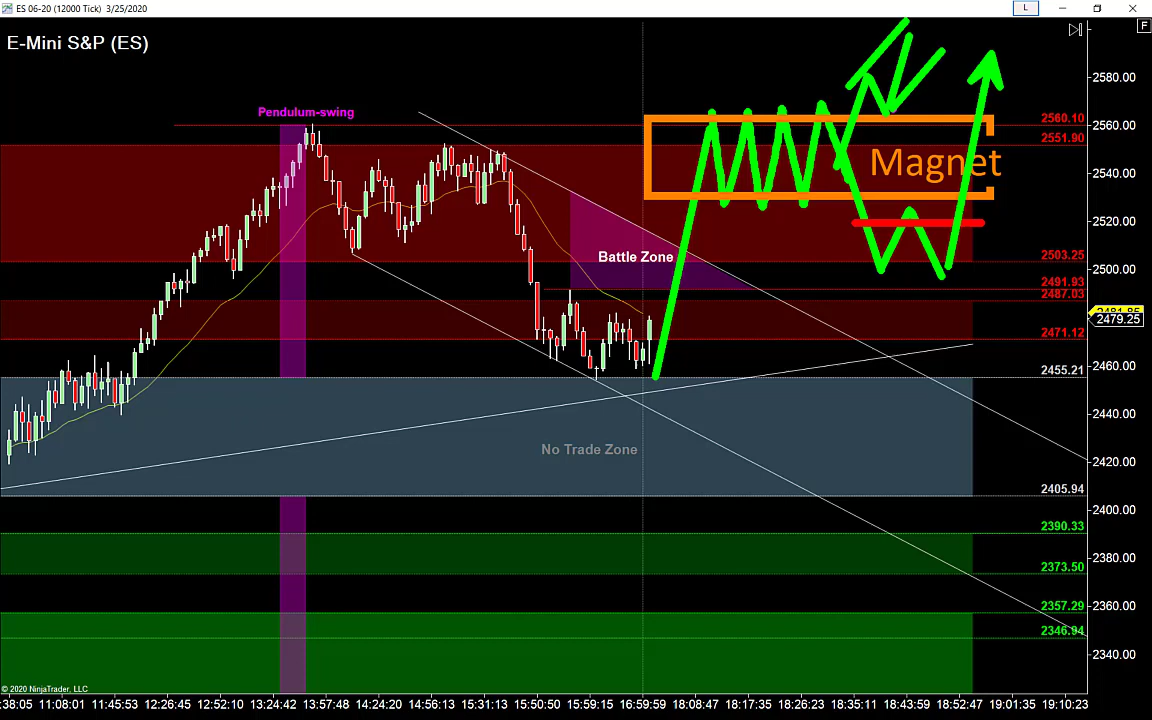 ES 06-20 (12000 Tick) 3/25/2020
L
F
E-Mini S&P (ES)
Pendulum-swing
Magnet
Battle Zone
No Trade Zone
2560.10
2551.90
2503.25
2491.93
2487.03
2471.12
2455.21
2405.94
2390.33
2373.50
2357.29
2346.94
2580.00
2560.00
2540.00
2520.00
2500.00
2481.85
2479.25
2460.00
2440.00
2420.00
2400.00
2380.00
2360.00
2340.00
© 2020 NinjaTrader, LLC
:38:05 11:08:01 11:45:53 12:26:45 12:52:10 13:24:42 13:57:48 14:24:20 14:56:13 15:31:13 15:50:50 15:59:15 16:59:59 18:08:47 18:17:35 18:26:23 18:35:11 18:43:59 18:52:47 19:01:35 19:10:23